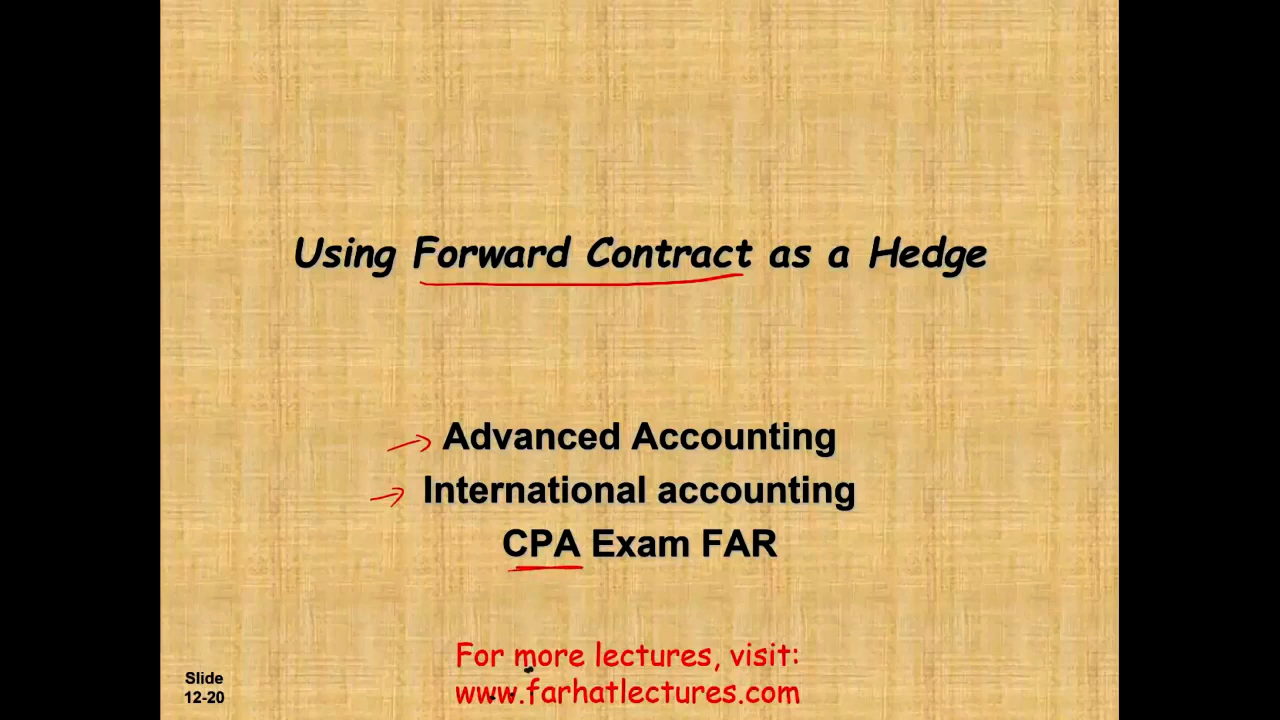 Using Forward Contract as a Hedge
Advanced Accounting
International accounting
CPA Exam FAR
For more lectures, visit:
www.farhatlectures.com
Slide
12-20